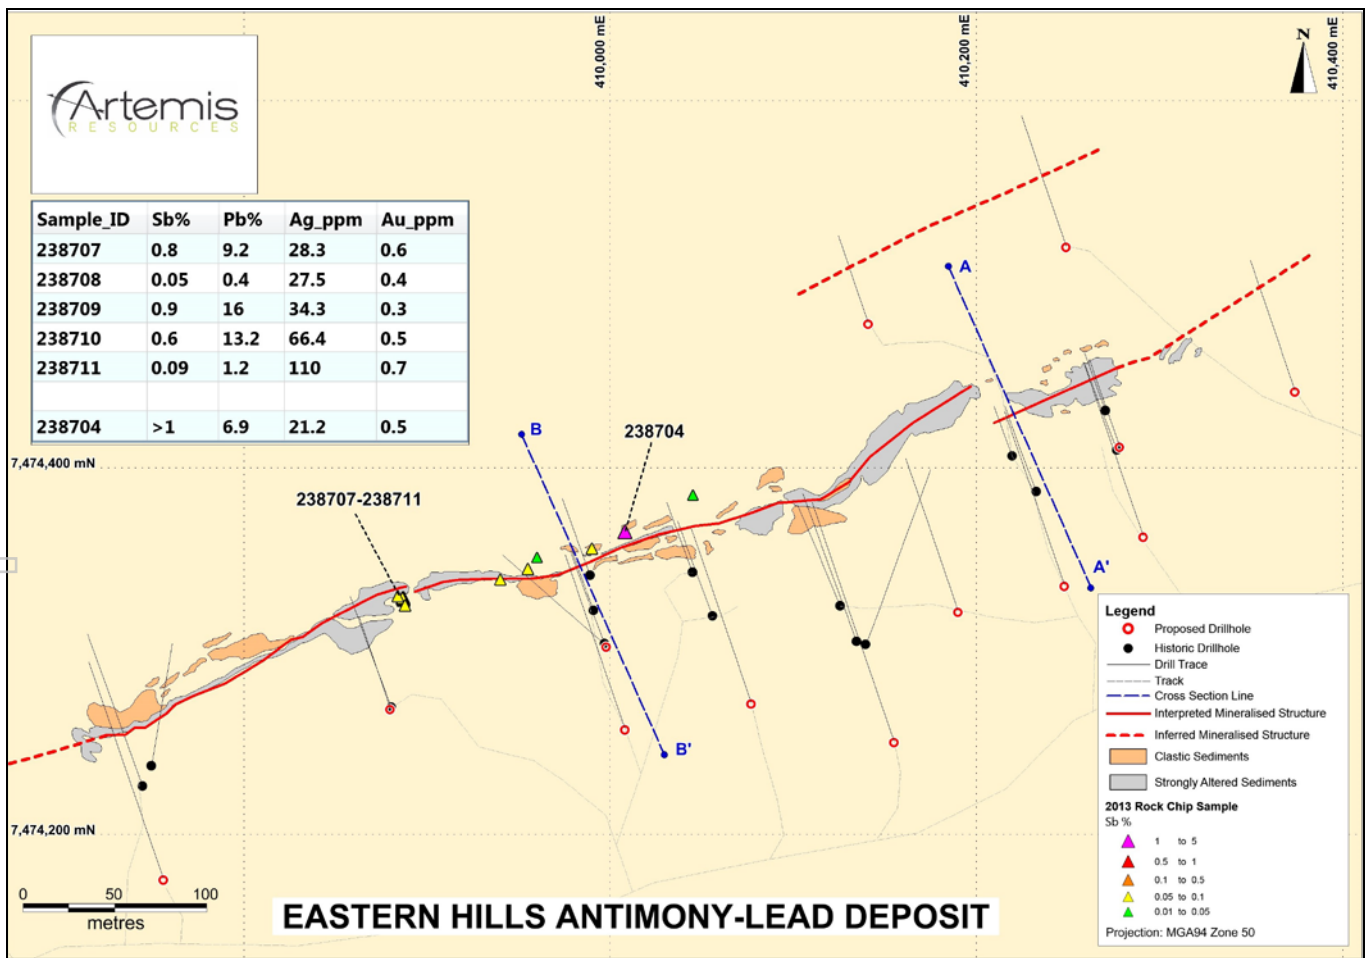 410,000 mE
410,200 mE
410,400 mE
N
Artemis
RESOURCES
Sample_ID Sb% Pb% Ag_ppm Au_ppm
238707 0.8 9.2 28.3 0.6
238708 0.05 0.4 27.5 0.4
238709 0.9 16 34.3 0.3
238710 0.6 13.2 66.4 0.5
238711 0.09 1.2 110 0.7
238704 >1 6.9 21.2 0.5
A
B
238704
7,474,400 mN
238707-238711
A'
B'
7,474,200 mN
Legend
Proposed Drillhole
Historic Drillhole
Drill Trace
Track
Cross Section Line
Interpreted Mineralised Structure
Inferred Mineralised Structure
Clastic Sediments
Strongly Altered Sediments
2013 Rock Chip Sample
Sb %
1 to 5
0.5 to 1
0.1 to 0.5
0.05 to 0.1
0.01 to 0.05
Projection: MGA94 Zone 50
0 50 100
metres
EASTERN HILLS ANTIMONY-LEAD DEPOSIT